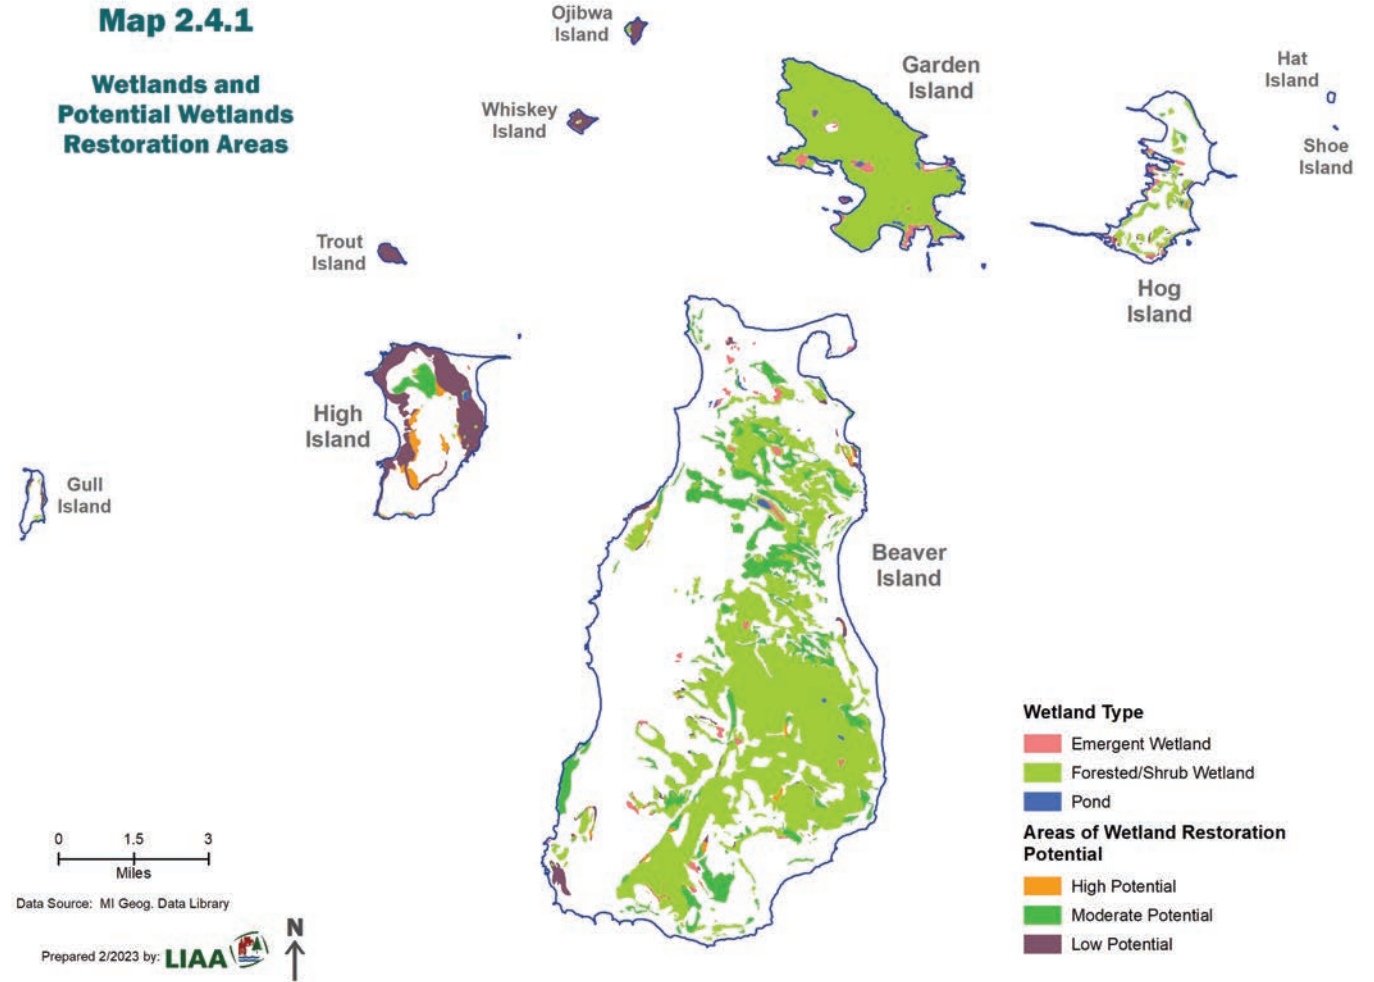 Map 2.4.1
Wetlands and
Potential Wetlands
Restoration Areas
Ojibwa
Island
Whiskey
Island
Garden
Island
Hat
Island
Shoe
Island
Trout
Island
Hog
Island
High
Island
Gull
Island
Beaver
Island
Wetland Type
Emergent Wetland
Forested/Shrub Wetland
Pond
Areas of Wetland Restoration
Potential
High Potential
Moderate Potential
Low Potential
0 1.5 3
Miles
Data Source: MI Geog. Data Library
Prepared 2/2023 by: LIAA
N